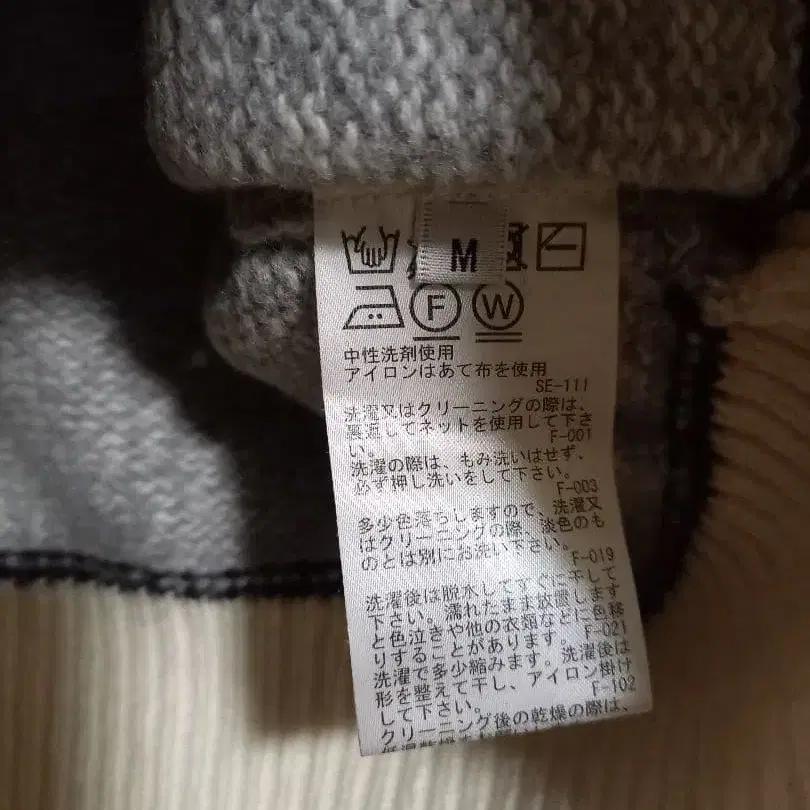 M
F W
中性洗剤使用
アイロンはあて布を使用
SE-111
洗濯又はクリーニングの際は、
裏返してネットを使用して下さ
い。
F-001
洗濯の際は、もみ洗いはせず、
必ず押し洗いをして下さい。
F-003
多少色落ちしますので、洗濯又
はクリーニングの際、淡色のも
のとは別にお洗い下さい。
F-019
洗濯後は脱水してすぐに干して
下さい。濡れたまま放置します
と色泣きや他の衣類などに色移
りすることがあります。
F-021
洗濯で多少縮みます。洗濯後は
形を整えて干し、アイロン掛け
して下さい。
F-102
クリーニング後の乾燥の際は、